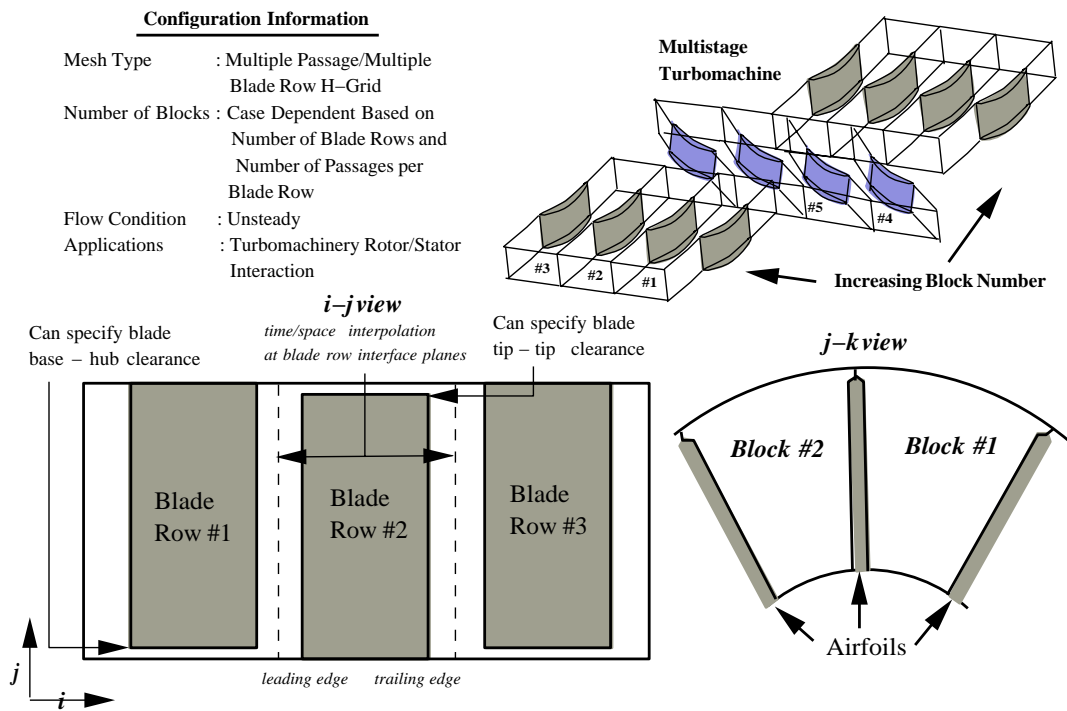 Configuration Information
Mesh Type : Multiple Passage/Multiple
Blade Row H–Grid
Number of Blocks : Case Dependent Based on
Number of Blade Rows and
Number of Passages per
Blade Row
Flow Condition : Unsteady
Applications : Turbomachinery Rotor/Stator
Interaction
Multistage
Turbomachine
#5
#4
#3
#2
#1
Increasing Block Number
i–j view
Can specify blade
base – hub clearance
time/space interpolation
at blade row interface planes
Can specify blade
tip – tip clearance
j–k view
Block #2
Block #1
Blade
Row #1
Blade
Row #2
Blade
Row #3
Airfoils
leading edge
trailing edge
j
i